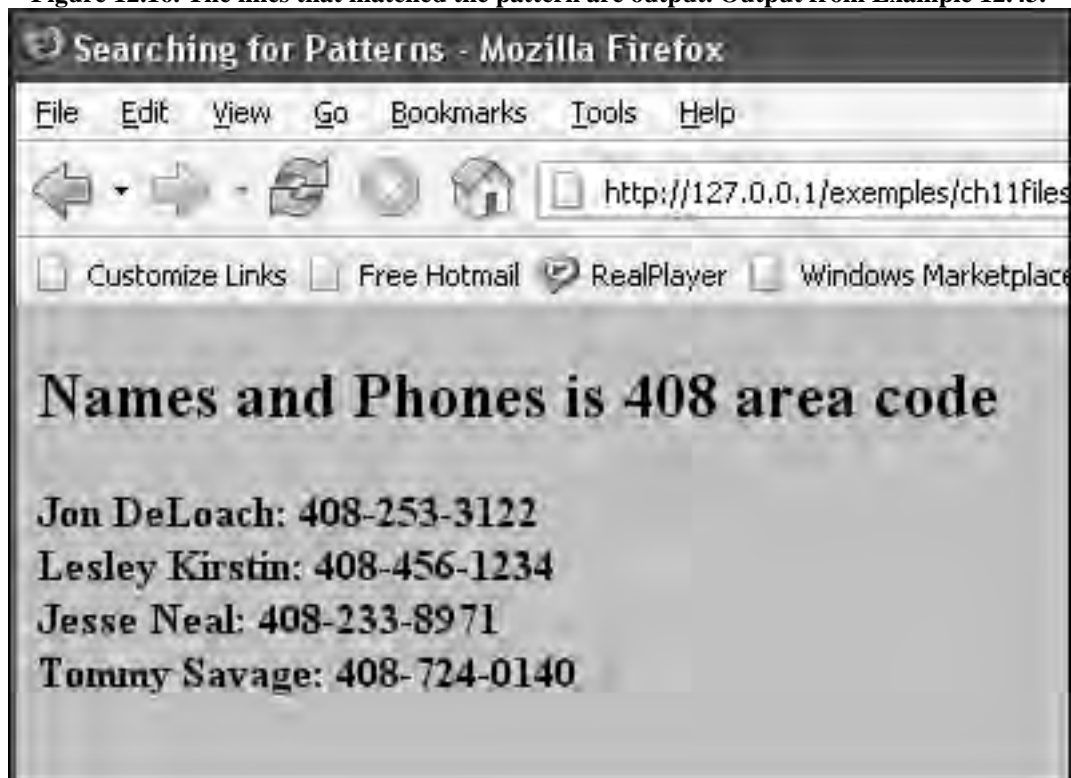 Figure 12.16. The lines that matched the pattern are output. Output from Example 12.43.
Searching for Patterns - Mozilla Firefox
File Edit View Go Bookmarks Tools Help
http://127.0.0.1/exemples/ch11files
Customize Links Free Hotmail RealPlayer Windows Marketplace
Names and Phones is 408 area code
Jon DeLoach: 408-253-3122
Lesley Kirstin: 408-456-1234
Jesse Neal: 408-233-8971
Tommy Savage: 408-724-0140